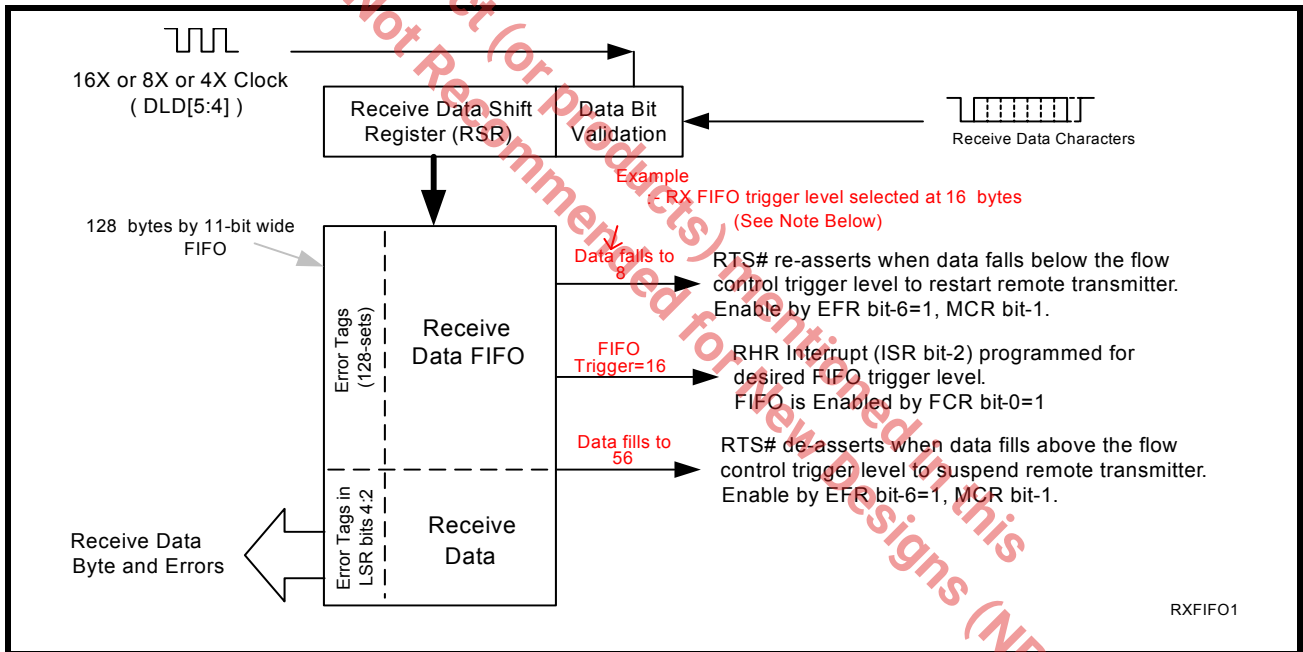 16X or 8X or 4X Clock
( DLD[5:4] )
Receive Data Shift
Register (RSR)
Data Bit
Validation
Receive Data Characters
Example
:- RX FIFO trigger level selected at 16 bytes
(See Note Below)
128 bytes by 11-bit wide
FIFO
Data falls to
8
RTS# re-asserts when data falls below the flow
control trigger level to restart remote transmitter.
Enable by EFR bit-6=1, MCR bit-1.
Error Tags
(128-sets)
Receive
Data FIFO
FIFO
Trigger=16
RHR Interrupt (ISR bit-2) programmed for
desired FIFO trigger level.
FIFO is Enabled by FCR bit-0=1
Data fills to
56
RTS# de-asserts when data fills above the flow
control trigger level to suspend remote transmitter.
Enable by EFR bit-6=1, MCR bit-1.
Error Tags in
LSR bits 4:2
Receive
Data
Receive Data
Byte and Errors
RXFIFO1
(or products) mentioned in this
Not Recommended for New Designs